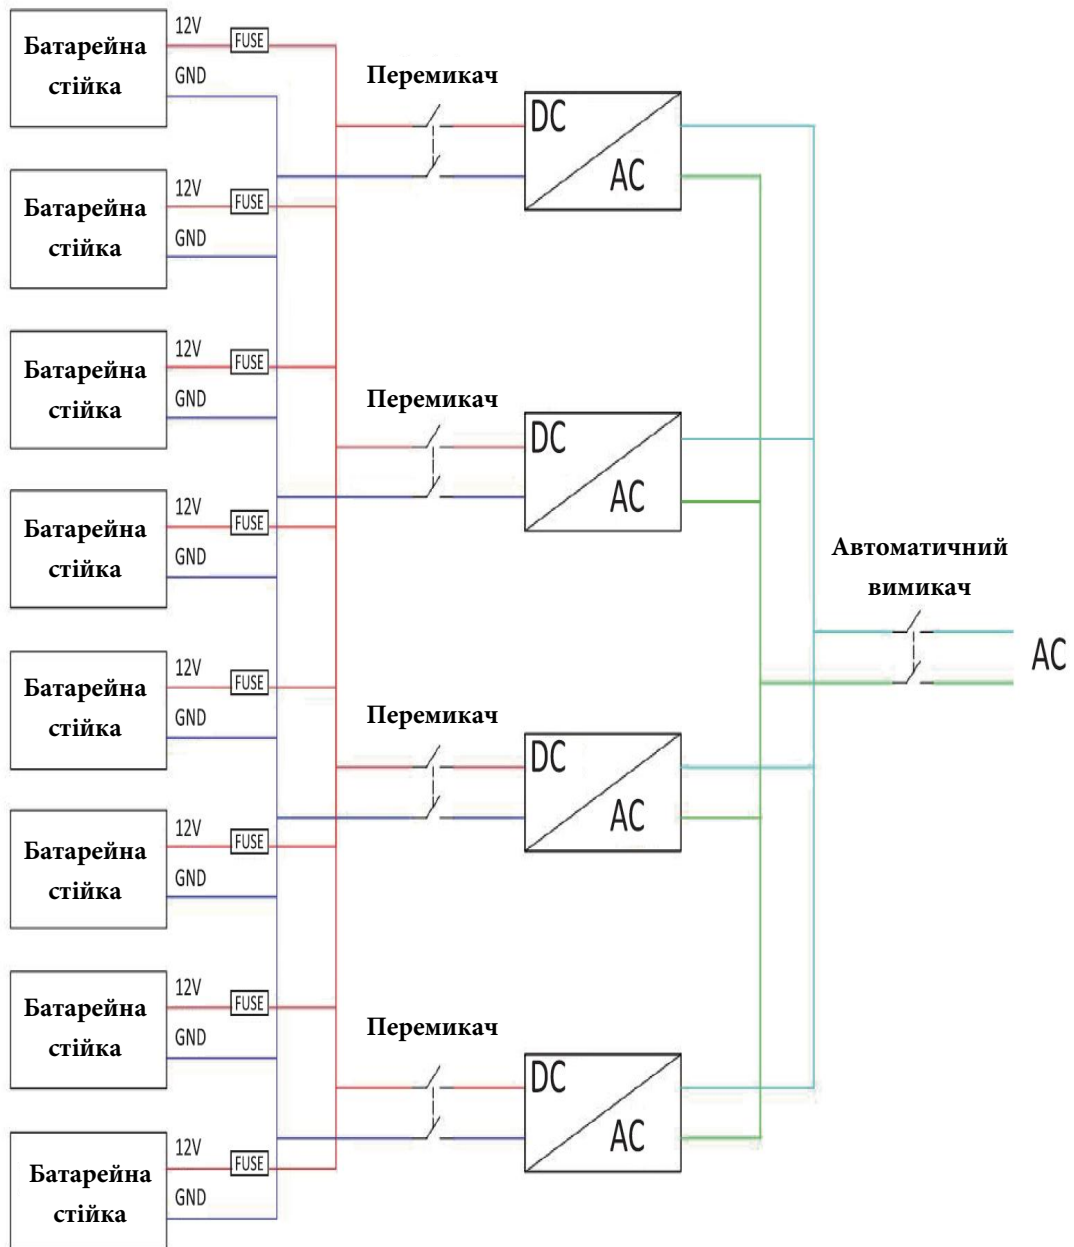 Батарейна
стійка
12V
FUSE
GND
Перемикач
DC
AC
Батарейна
стійка
12V
FUSE
GND
Батарейна
стійка
12V
FUSE
GND
Перемикач
DC
AC
Батарейна
стійка
12V
FUSE
GND
Автоматичний
вимикач
AC
Батарейна
стійка
12V
FUSE
GND
Перемикач
DC
AC
Батарейна
стійка
12V
FUSE
GND
Батарейна
стійка
12V
FUSE
GND
Перемикач
DC
AC
Батарейна
стійка
12V
FUSE
GND